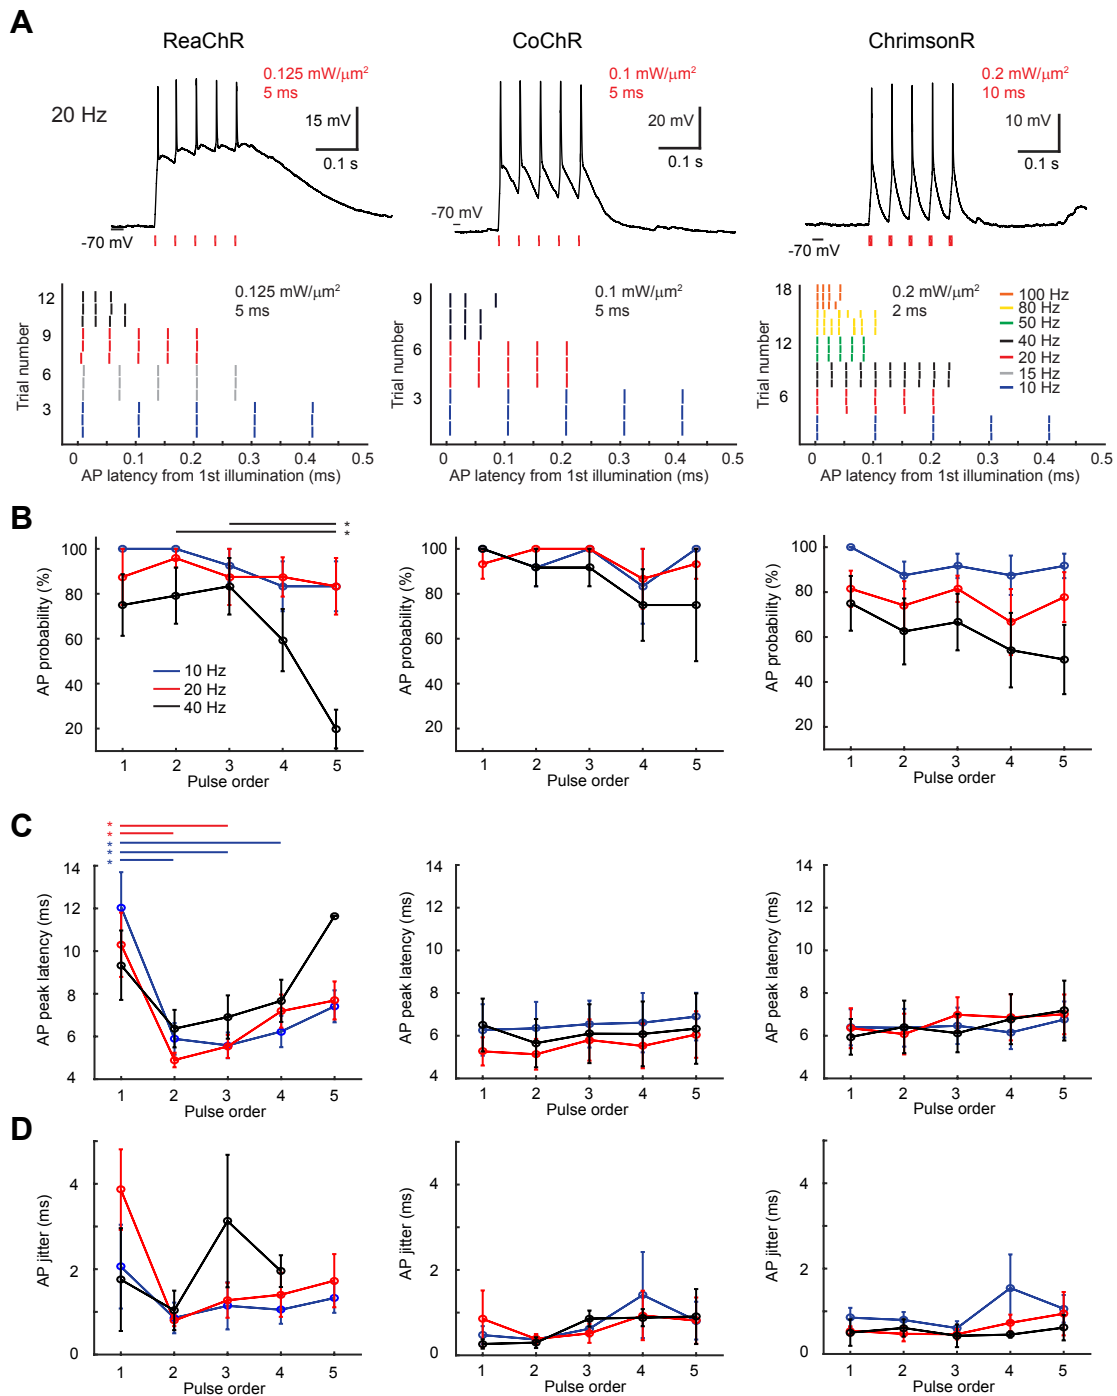 A
ReaChR
CoChR
ChrimsonR
20 Hz
0.125 mW/μm²
5 ms
15 mV
0.1 s
-70 mV
0.1 mW/μm²
5 ms
20 mV
0.1 s
-70 mV
0.2 mW/μm²
10 ms
10 mV
0.1 s
-70 mV
Trial number
12
9
6
3
0.125 mW/μm²
5 ms
0 0.1 0.2 0.3 0.4 0.5
AP latency from 1st illumination (ms)
Trial number
9
6
3
0.1 mW/μm²
5 ms
0 0.1 0.2 0.3 0.4 0.5
AP latency from 1st illumination (ms)
Trial number
18
12
6
0.2 mW/μm²
2 ms
100 Hz
80 Hz
50 Hz
40 Hz
20 Hz
15 Hz
10 Hz
0 0.1 0.2 0.3 0.4 0.5
AP latency from 1st illumination (ms)
B
*
*
AP probability (%)
100
80
60
40
20
10 Hz
20 Hz
40 Hz
1 2 3 4 5
Pulse order
AP probability (%)
100
80
60
40
20
1 2 3 4 5
Pulse order
AP probability (%)
100
80
60
40
20
1 2 3 4 5
Pulse order
C
*
*
*
*
*
AP peak latency (ms)
14
12
10
8
6
4
1 2 3 4 5
Pulse order
AP peak latency (ms)
14
12
10
8
6
4
1 2 3 4 5
Pulse order
AP peak latency (ms)
14
12
10
8
6
4
1 2 3 4 5
Pulse order
D
AP jitter (ms)
4
2
0
1 2 3 4 5
Pulse order
AP jitter (ms)
4
2
0
1 2 3 4 5
Pulse order
AP jitter (ms)
4
2
0
1 2 3 4 5
Pulse order